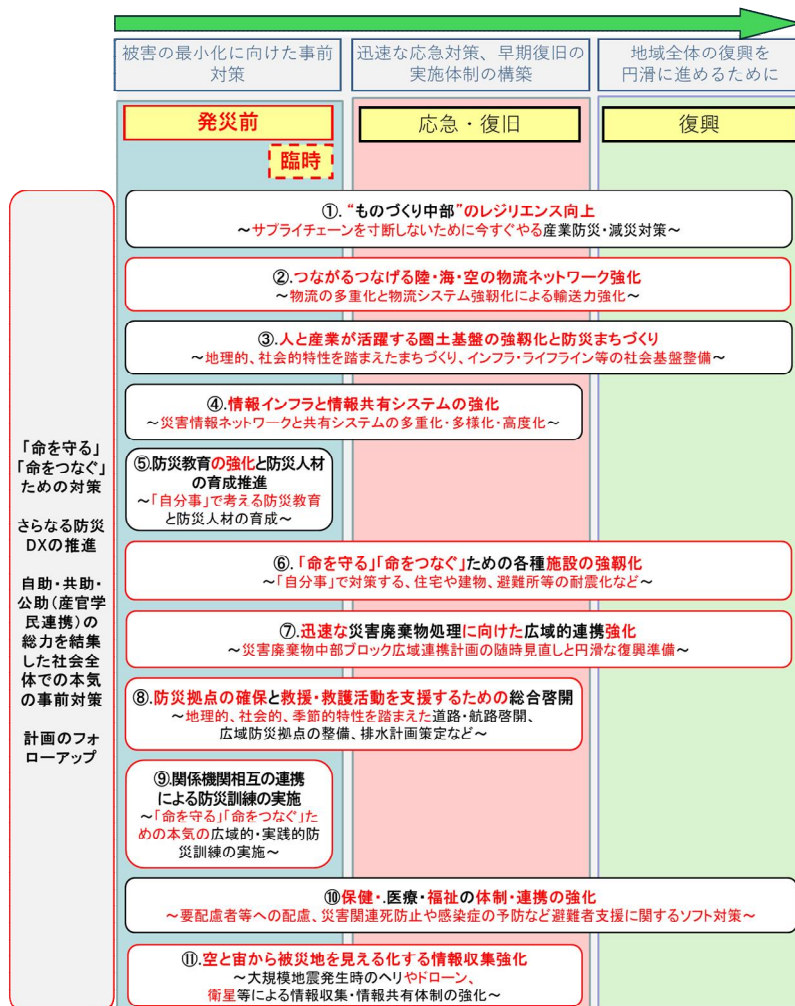 被害の最小化に向けた事前
対策
迅速な応急対策、早期復旧の
実施体制の構築
地域全体の復興を
円滑に進めるために
発災前
応急・復旧
復興
臨時
「命を守る」
「命をつなぐ」
ための対策
さらなる防災
DXの推進
自助・共助・
公助(産官学
民連携)の
総力を結集
した社会全
体での本気
の事前対策
計画のフォ
ローアップ
①.“ものづくり中部”のレジリエンス向上
～サプライチェーンを寸断しないために今すぐやる産業防災・減災対策～
②.つながるつなげる陸・海・空の物流ネットワーク強化
～物流の多重化と物流システム強靱化による輸送力強化～
③.人と産業が活躍する圏土基盤の強靱化と防災まちづくり
～地理的、社会的特性を踏まえたまちづくり、インフラ・ライフライン等の社会基盤整備～
④.情報インフラと情報共有システムの強化
～災害情報ネットワークと共有システムの多重化・多様化・高度化～
⑤.防災教育の強化と防災人材
の育成推進
～「自分事」で考える防災教育
と防災人材の育成～
⑥.「命を守る」「命をつなぐ」ための各種施設の強靱化
～「自分事」で対策する、住宅や建物、避難所等の耐震化など～
⑦.迅速な災害廃棄物処理に向けた広域的連携強化
～災害廃棄物中部ブロック広域連携計画の随時見直しと円滑な復興準備～
⑧.防災拠点の確保と救援・救護活動を支援するための総合啓開
～地理的、社会的、季節的特性を踏まえた道路・航路啓開、
広域防災拠点の整備、排水計画策定など～
⑨.関係機関相互の連携
による防災訓練の実施
～「命を守る」「命をつなぐ」た
めの本気の広域的・実践的防
災訓練の実施～
⑩保健・.医療・福祉の体制・連携の強化
～要配慮者等への配慮、災害関連死防止や感染症の予防など避難者支援に関するソフト対策～
⑪.空と宙から被災地を見える化する情報収集強化
～大規模地震発生時のヘリやドローン、
衛星等による情報収集・情報共有体制の強化～